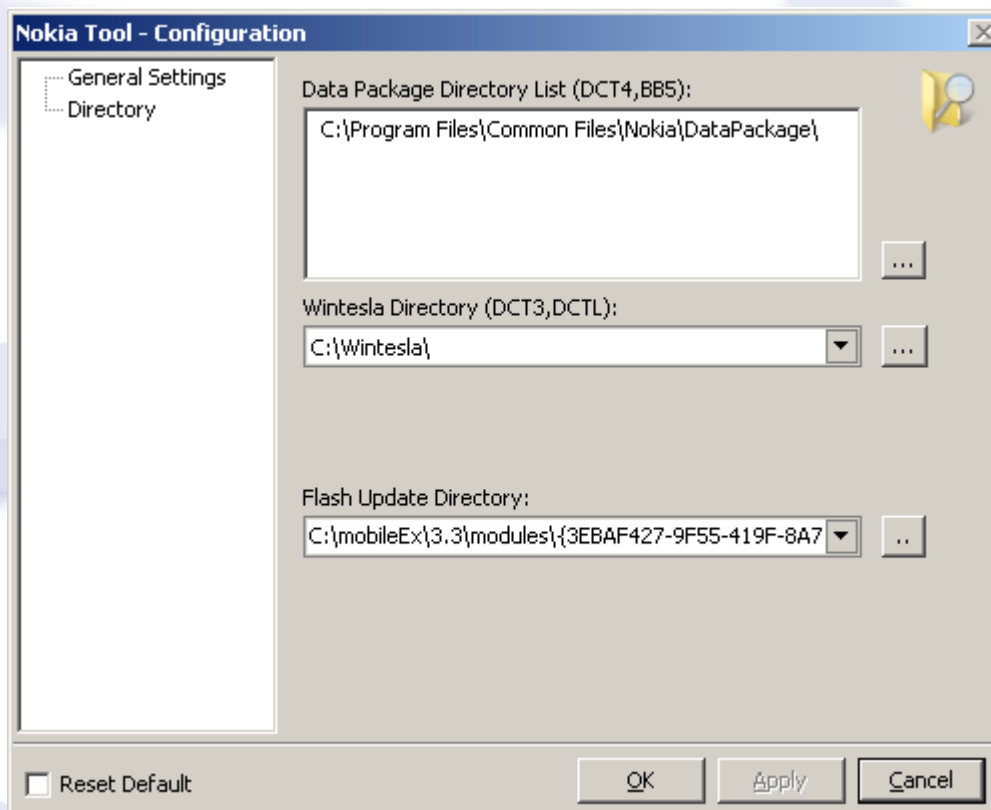 Nokia Tool - Configuration
General Settings
Directory
Data Package Directory List (DCT4,BB5):
C:\Program Files\Common Files\Nokia\DataPackage\
...
Wintesla Directory (DCT3,DCTL):
C:\Wintesla\
...
Flash Update Directory:
C:\mobileEx\3.3\modules\{3EBAF427-9F55-419F-8A7
..
Reset Default
OK
Apply
Cancel